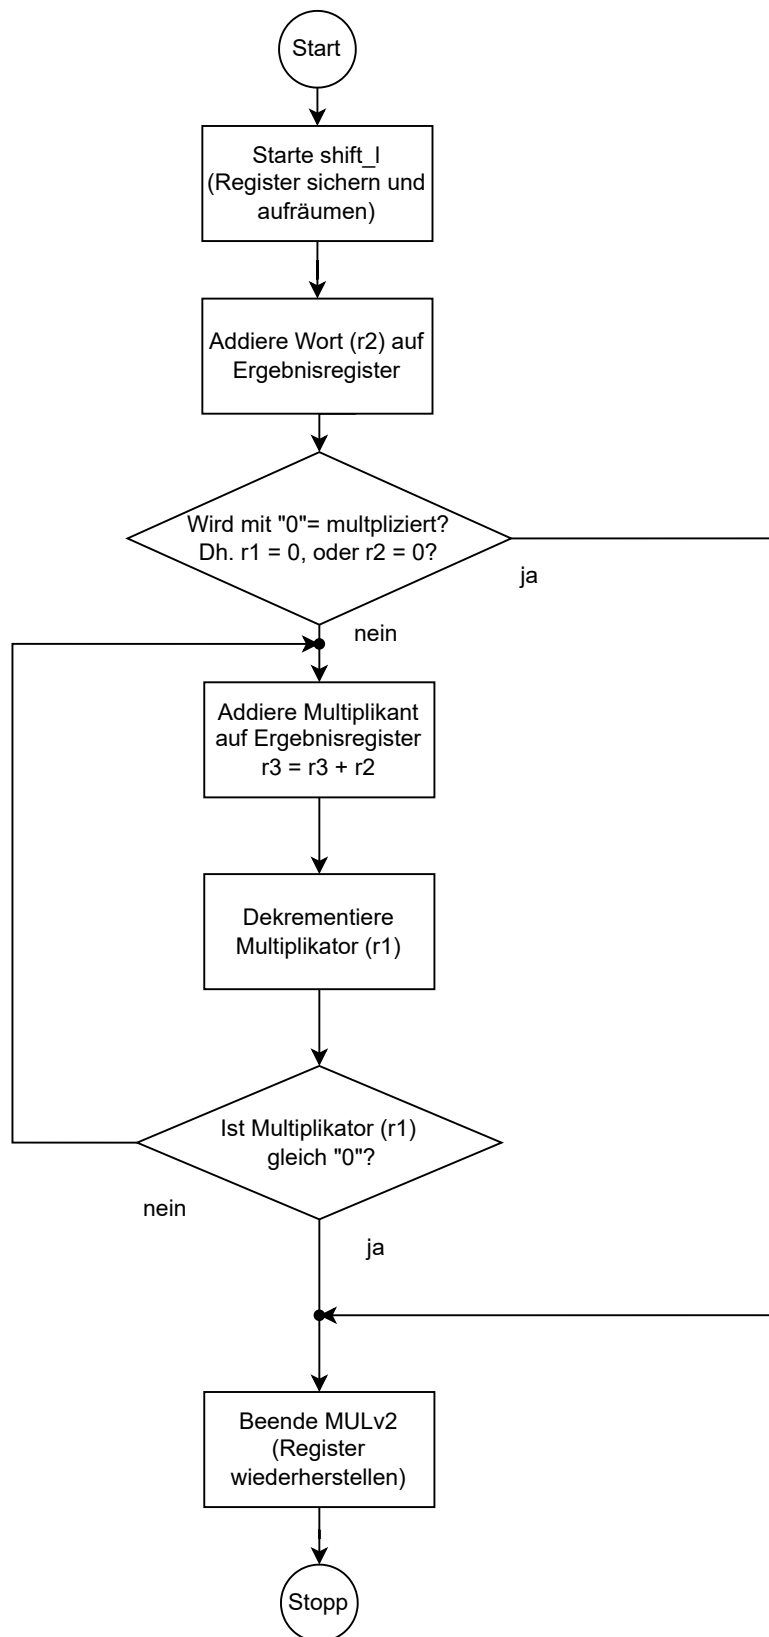 Start
Starte shift_l
(Register sichern und
aufräumen)
Addiere Wort (r2) auf
Ergebnisregister
Wird mit "0"= multpliziert?
Dh. r1 = 0, oder r2 = 0?
ja
nein
Addiere Multiplikant
auf Ergebnisregister
r3 = r3 + r2
Dekrementiere
Multiplikator (r1)
Ist Multiplikator (r1)
gleich "0"?
nein
ja
Beende MULv2
(Register
wiederherstellen)
Stopp